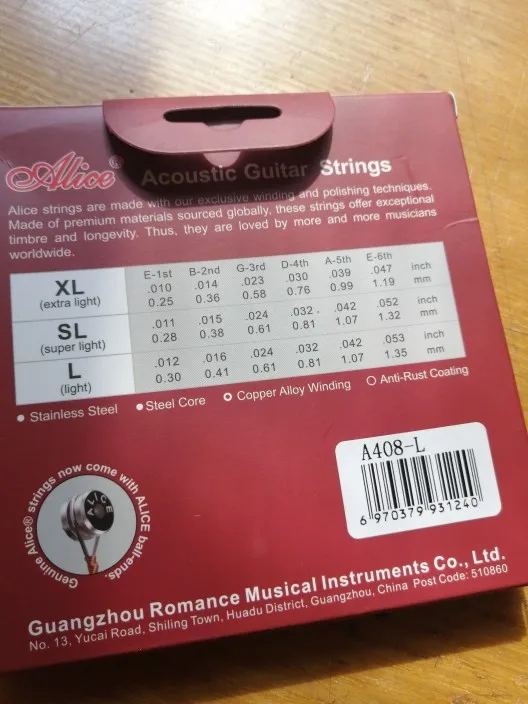 Alice® Acoustic Guitar Strings
Alice strings are made with our exclusive winding and polishing techniques.
Made of premium materials sourced globally, these strings offer exceptional
timbre and longevity. Thus, they are loved by more and more musicians
worldwide.
E-1st B-2nd G-3rd D-4th A-5th E-6th
XL .010 .014 .023 .030 .039 .047 inch
(extra light) 0.25 0.36 0.58 0.76 0.99 1.19 mm
SL .011 .015 .024 .032 .042 .052 inch
(super light) 0.28 0.38 0.61 0.81 1.07 1.32 mm
L .012 .016 .024 .032 .042 .053 inch
(light) 0.30 0.41 0.61 0.81 1.07 1.35 mm
● Stainless Steel ● Steel Core ○ Copper Alloy Winding ○ Anti-Rust Coating
A408-L
6 970379 931240
Genuine Alice® strings now come with ALICE ball-ends.
ALICE
Guangzhou Romance Musical Instruments Co., Ltd.
No. 13, Yucai Road, Shiling Town, Huadu District, Guangzhou, China Post Code: 510860